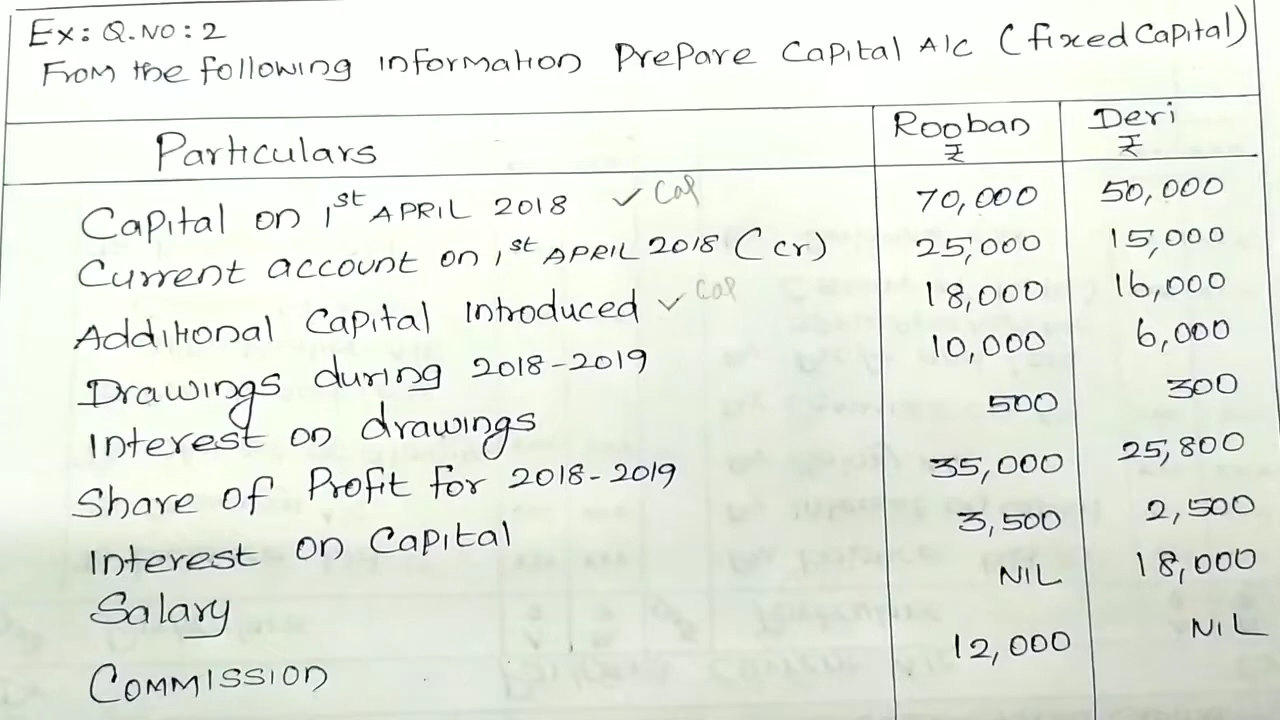 Ex: Q.NO: 2
From the following information Prepare Capital A/c (fixed Capital)
Particulars Rooban ₹ Deri ₹
Capital on 1st APRIL 2018 ✓ Cap 70,000 50,000
Current account on 1st APRIL 2018 (cr) 25,000 15,000
Additional Capital Introduced ✓ Cap 18,000 16,000
Drawings during 2018-2019 10,000 6,000
Interest on drawings 500 300
Share of Profit for 2018-2019 35,000 25,800
Interest on Capital 3,500 2,500
Salary NIL 18,000
Commission 12,000 NIL